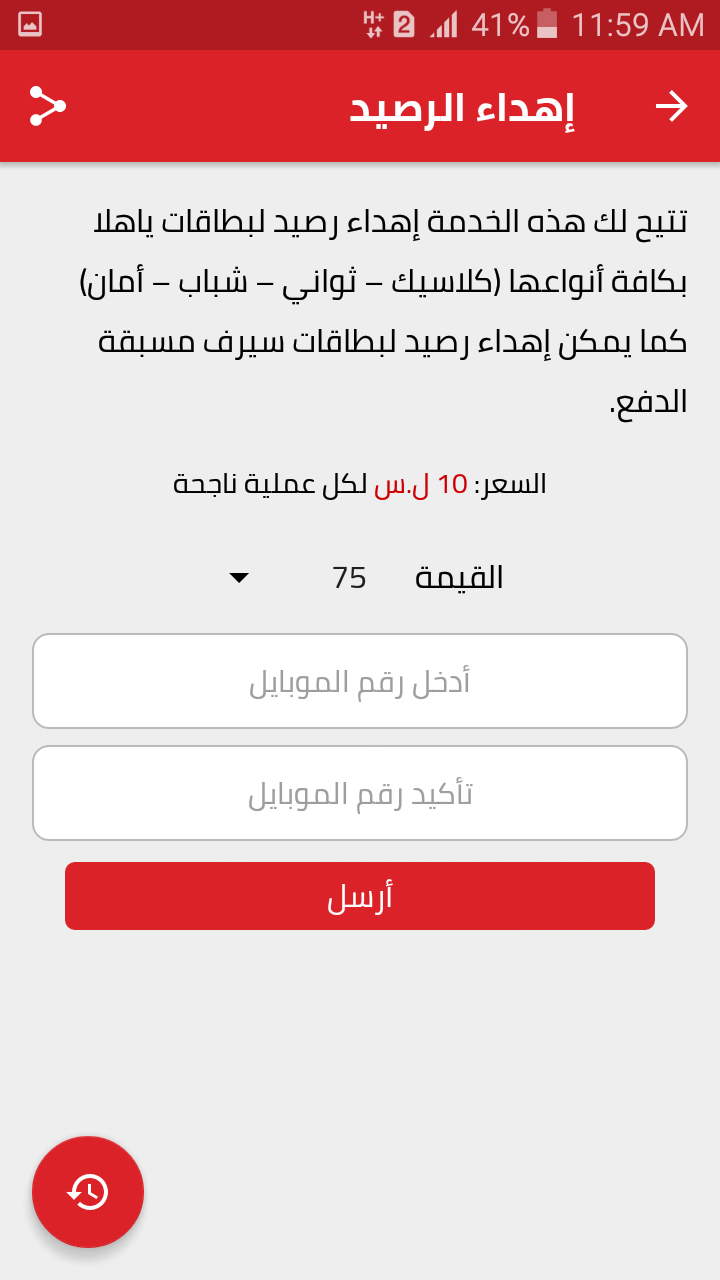 H+ 2 41% 11:59 AM
إهداء الرصيد
تتيح لك هذه الخدمة إهداء رصيد لبطاقات ياهلا
بكافة أنواعها (كلاسيك – ثواني – شباب – أمان)
كما يمكن إهداء رصيد لبطاقات سيرف مسبقة
الدفع.
السعر: 10 ل.س لكل عملية ناجحة
القيمة 75
أدخل رقم الموبايل
تأكيد رقم الموبايل
أرسل